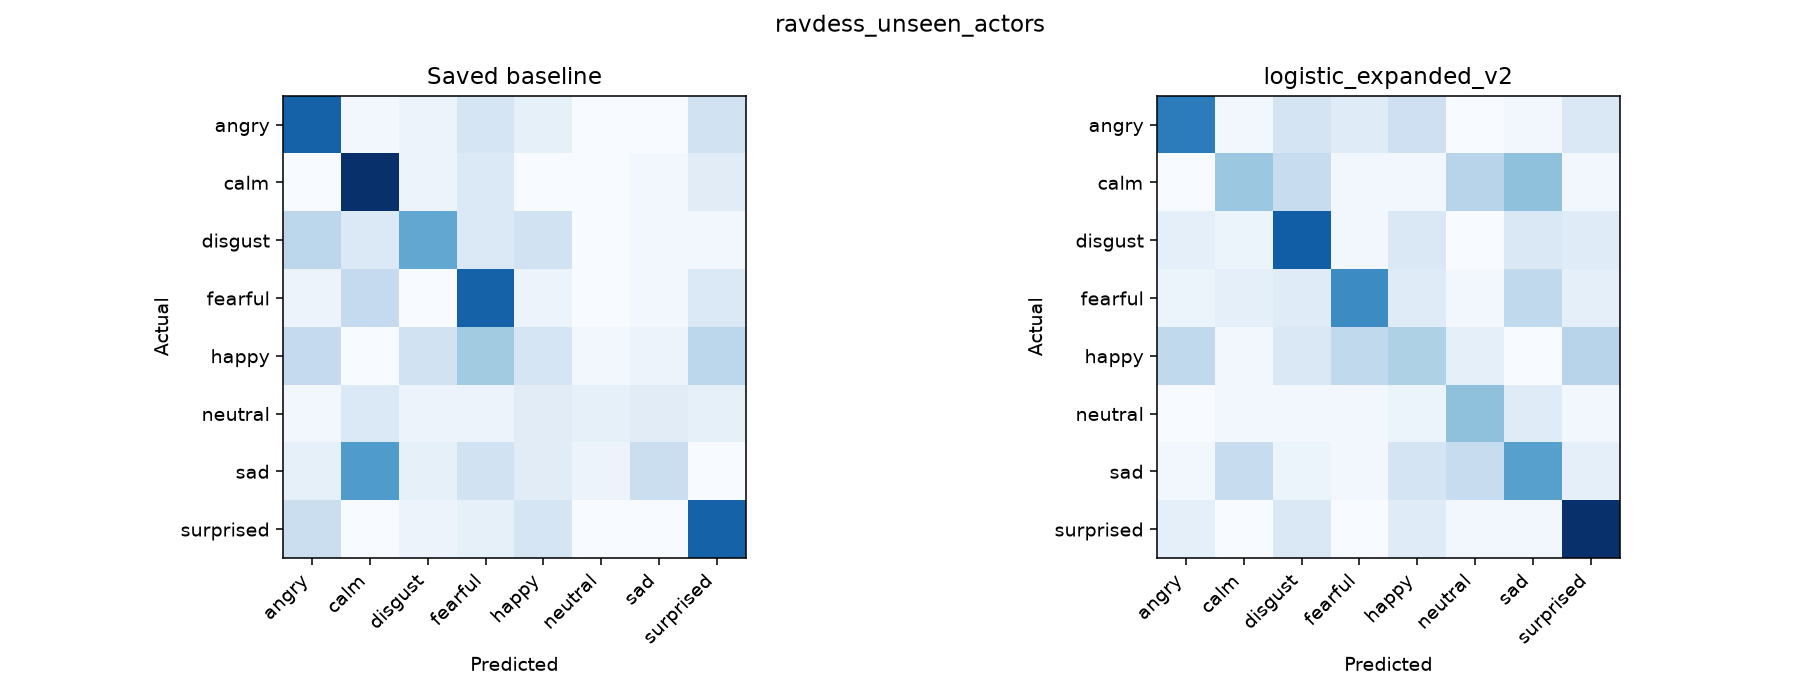 ravdess_unseen_actors
Saved baseline
angry
calm
disgust
fearful
happy
neutral
sad
surprised
Actual
angry
calm
disgust
fearful
happy
neutral
sad
surprised
Predicted
logistic_expanded_v2
angry
calm
disgust
fearful
happy
neutral
sad
surprised
Actual
angry
calm
disgust
fearful
happy
neutral
sad
surprised
Predicted